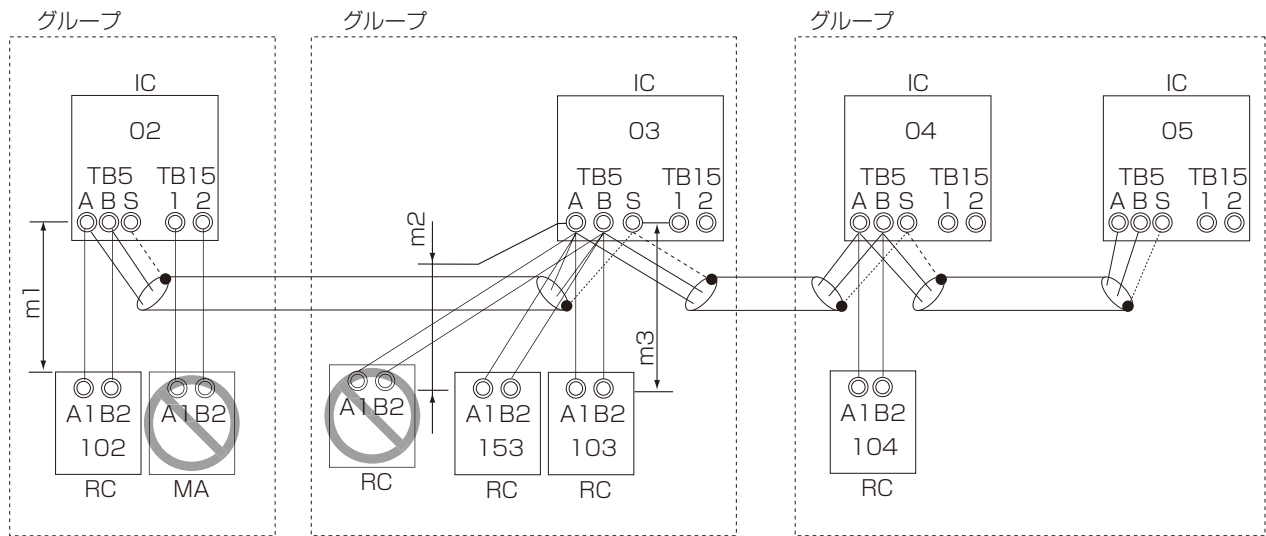 グループ
グループ
グループ
IC
IC
IC
IC
02
03
04
05
TB5 TB15
TB5 TB15
TB5 TB15
TB5 TB15
A B S 1 2
A B S 1 2
A B S 1 2
A B S 1 2
m1
m2
m3
A1B2
A1B2
A1B2
A1B2
A1B2
A1B2
102
153
103
104
RC
MA
RC
RC
RC
RC